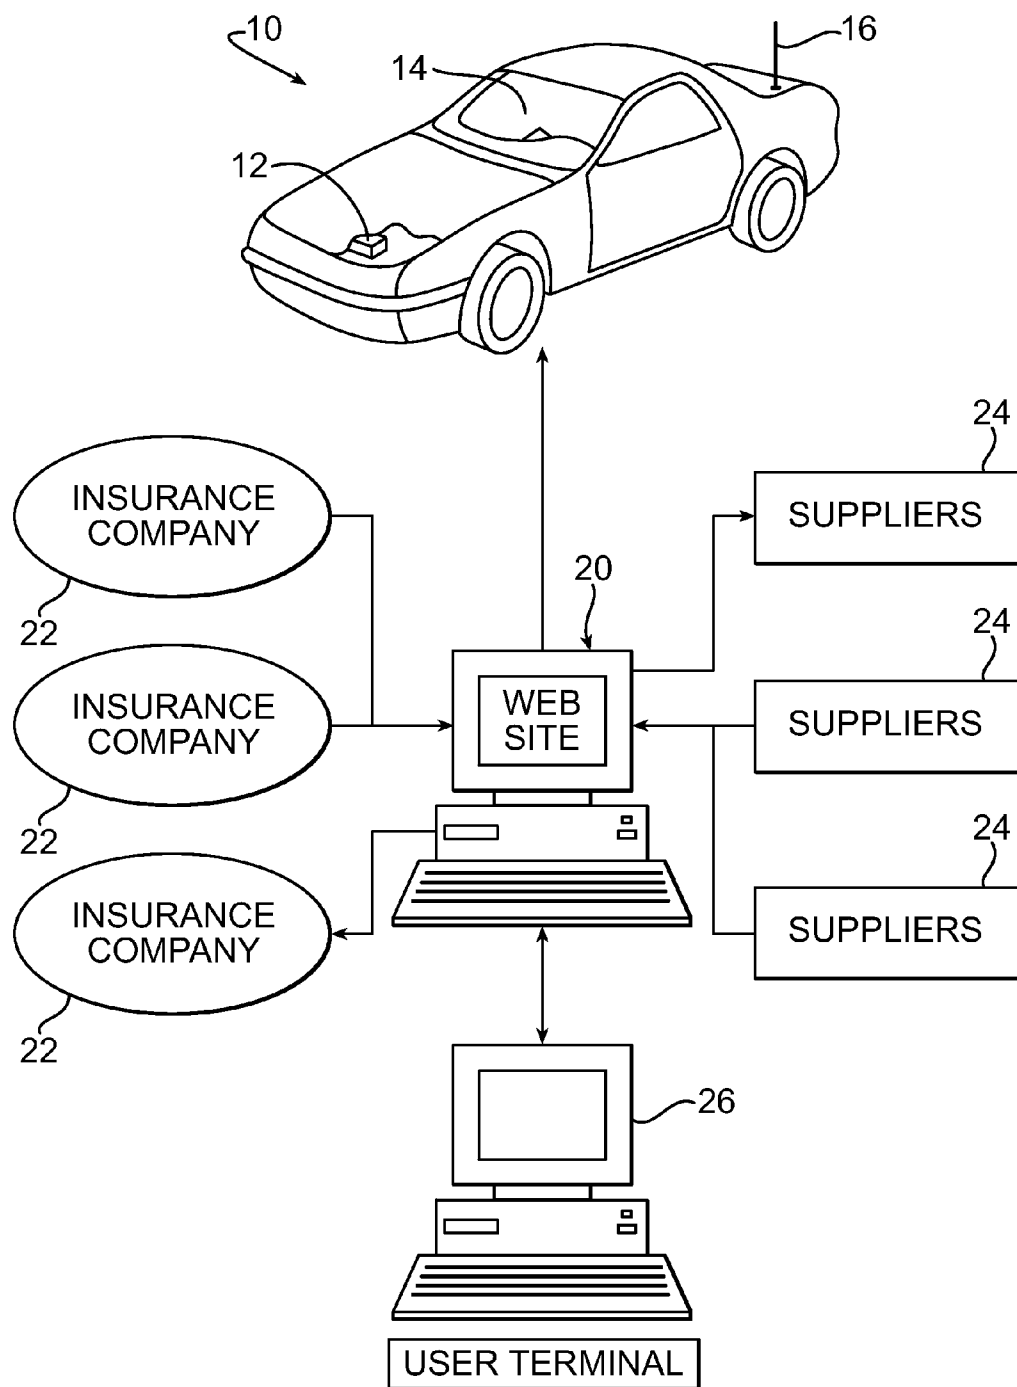 10
16
14
12
24
INSURANCE
COMPANY
SUPPLIERS
22
20
24
INSURANCE
COMPANY
WEB
SITE
SUPPLIERS
22
24
INSURANCE
COMPANY
SUPPLIERS
22
26
USER TERMINAL